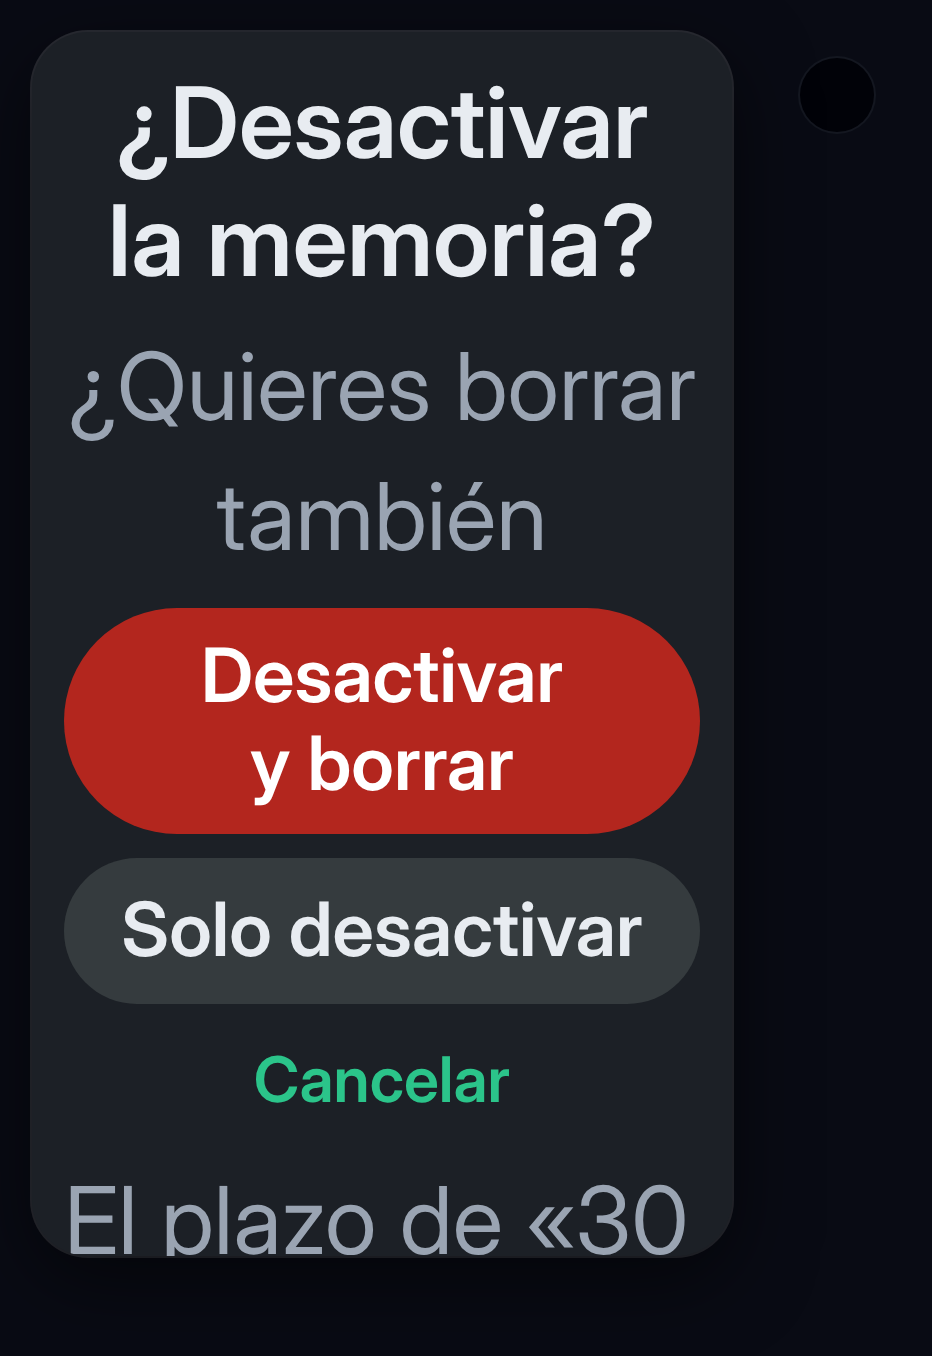 ¿Desactivar
la memoria?
¿Quieres borrar
también
Desactivar
y borrar
Solo desactivar
Cancelar
El plazo de «30